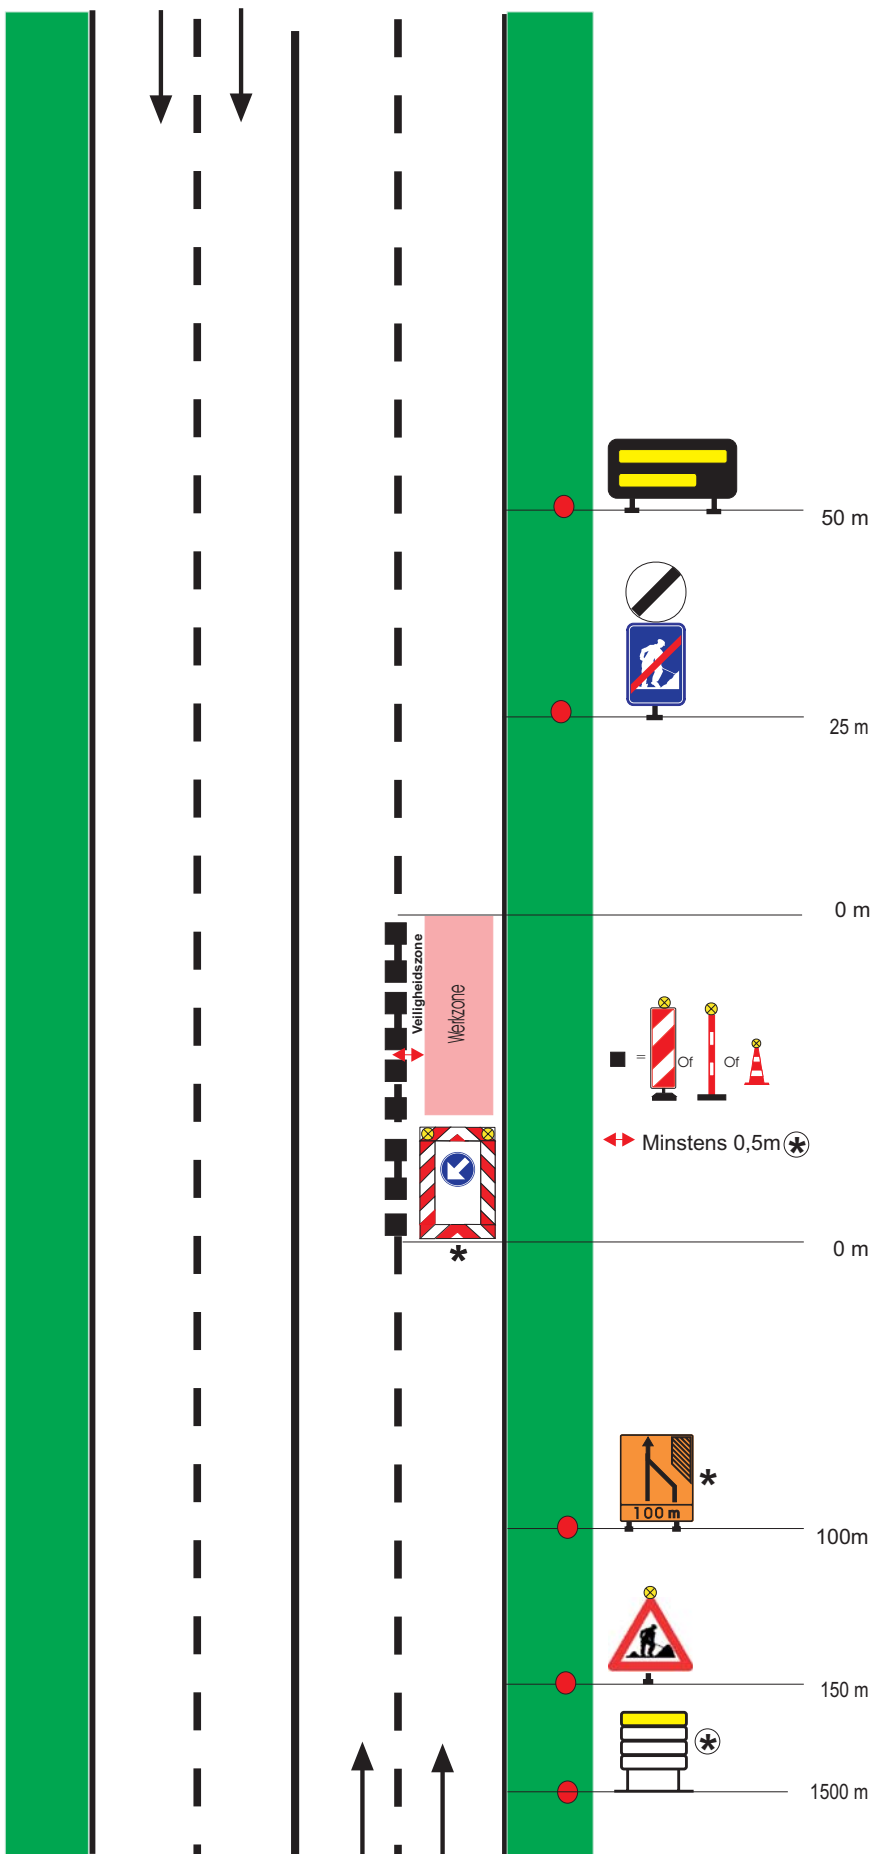 50 m
25 m
0 m
Veiligheidszone
Werkzone
= Of Of
Minstens 0,5m *
*
0 m
*
100 m
100m
150 m
*
1500 m